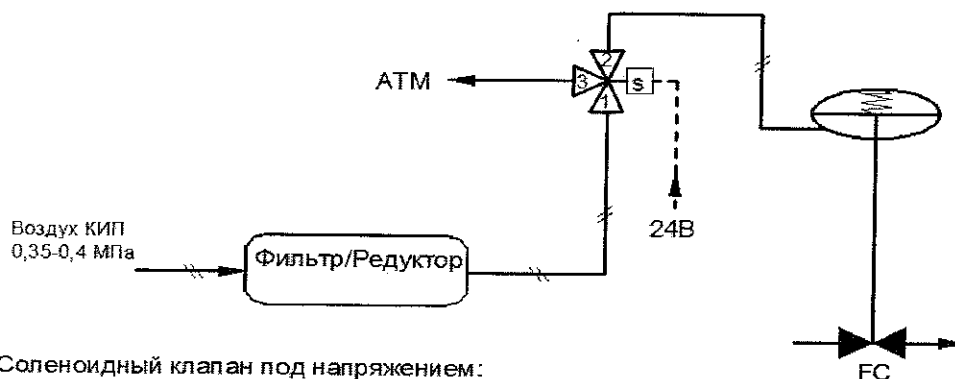 АТМ
2
3
S
1
24В
Воздух КИП
0,35-0,4 МПа
Фильтр/Редуктор
FC
Соленоидный клапан под напряжением: